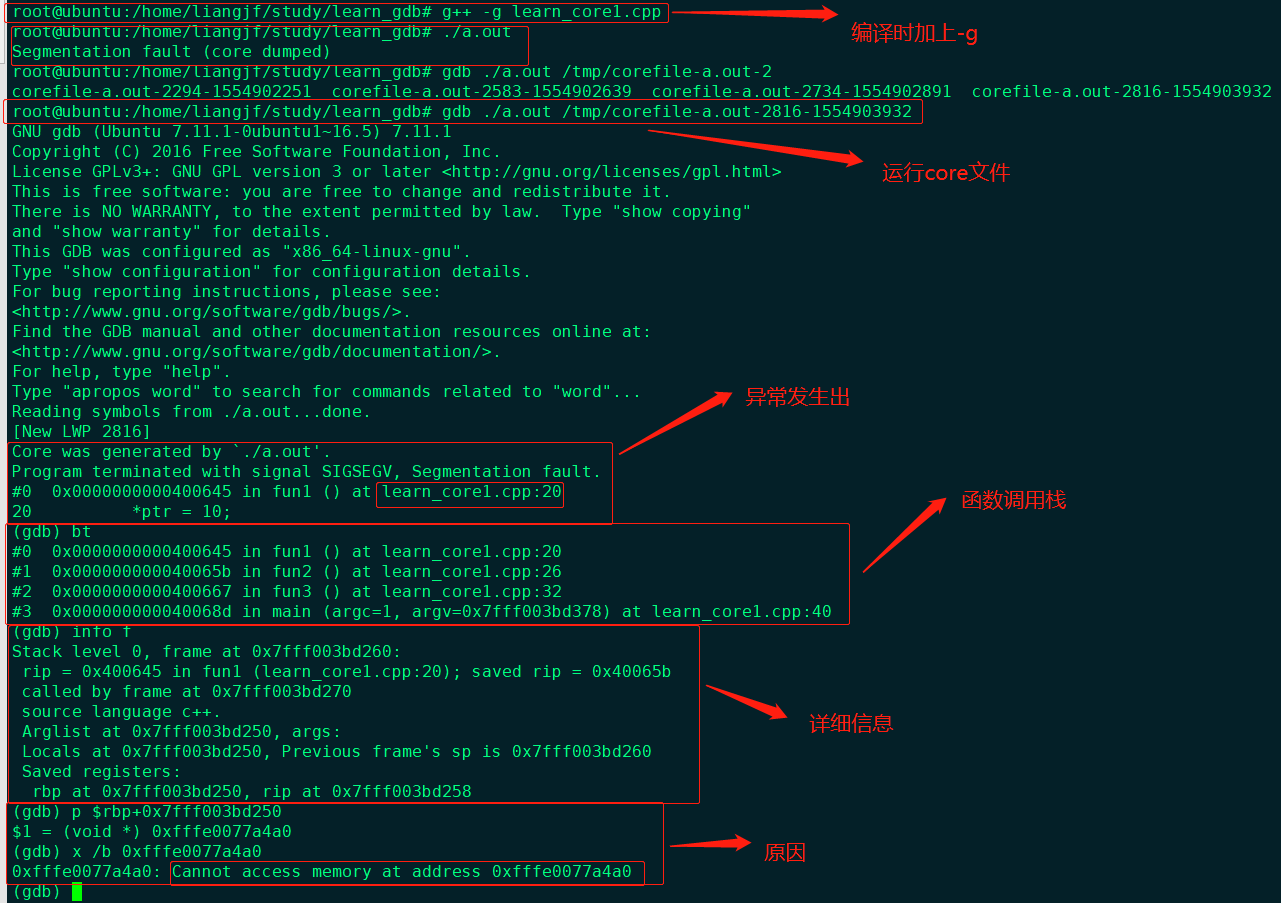 root@ubuntu:/home/liangjf/study/learn_gdb# g++ -g learn_core1.cpp
编译时加上-g
root@ubuntu:/home/liangjf/study/learn_gdb# ./a.out
Segmentation fault (core dumped)
root@ubuntu:/home/liangjf/study/learn_gdb# gdb ./a.out /tmp/corefile-a.out-2
corefile-a.out-2294-1554902251  corefile-a.out-2583-1554902639  corefile-a.out-2734-1554902891  corefile-a.out-2816-1554903932
root@ubuntu:/home/liangjf/study/learn_gdb# gdb ./a.out /tmp/corefile-a.out-2816-1554903932
运行core文件
GNU gdb (Ubuntu 7.11.1-0ubuntu1~16.5) 7.11.1
Copyright (C) 2016 Free Software Foundation, Inc.
License GPLv3+: GNU GPL version 3 or later <http://gnu.org/licenses/gpl.html>
This is free software: you are free to change and redistribute it.
There is NO WARRANTY, to the extent permitted by law.  Type "show copying"
and "show warranty" for details.
This GDB was configured as "x86_64-linux-gnu".
Type "show configuration" for configuration details.
For bug reporting instructions, please see:
<http://www.gnu.org/software/gdb/bugs/>.
Find the GDB manual and other documentation resources online at:
<http://www.gnu.org/software/gdb/documentation/>.
For help, type "help".
Type "apropos word" to search for commands related to "word"...
Reading symbols from ./a.out...done.
[New LWP 2816]
Core was generated by `./a.out'.
Program terminated with signal SIGSEGV, Segmentation fault.
#0  0x0000000000400645 in fun1 () at learn_core1.cpp:20
20          *ptr = 10;
异常发生出
(gdb) bt
#0  0x0000000000400645 in fun1 () at learn_core1.cpp:20
#1  0x000000000040065b in fun2 () at learn_core1.cpp:26
#2  0x0000000000400667 in fun3 () at learn_core1.cpp:32
#3  0x000000000040068d in main (argc=1, argv=0x7fff003bd378) at learn_core1.cpp:40
函数调用栈
(gdb) info f
Stack level 0, frame at 0x7fff003bd260:
 rip = 0x400645 in fun1 (learn_core1.cpp:20); saved rip = 0x40065b
 called by frame at 0x7fff003bd270
 source language c++.
 Arglist at 0x7fff003bd250, args:
 Locals at 0x7fff003bd250, Previous frame's sp is 0x7fff003bd260
 Saved registers:
  rbp at 0x7fff003bd250, rip at 0x7fff003bd258
详细信息
(gdb) p $rbp+0x7fff003bd250
$1 = (void *) 0xfffe0077a4a0
(gdb) x /b 0xfffe0077a4a0
0xfffe0077a4a0: Cannot access memory at address 0xfffe0077a4a0
原因
(gdb)